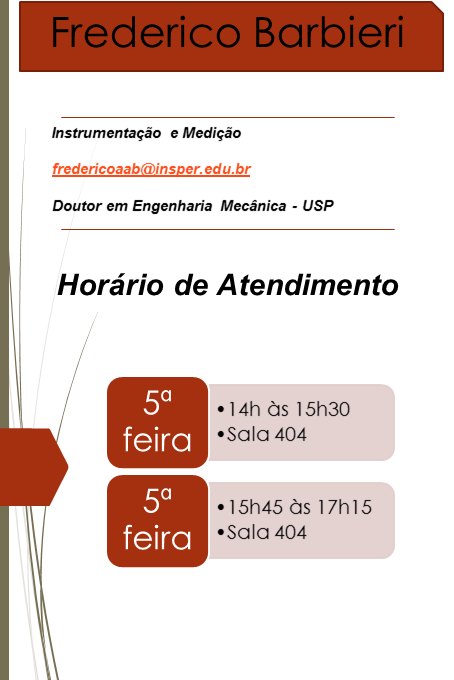 Frederico Barbieri
Instrumentação e Medição
fredericoaab@insper.edu.br
Doutor em Engenharia Mecânica - USP
Horário de Atendimento
5ª
feira
•14h às 15h30
•Sala 404
5ª
feira
•15h45 às 17h15
•Sala 404